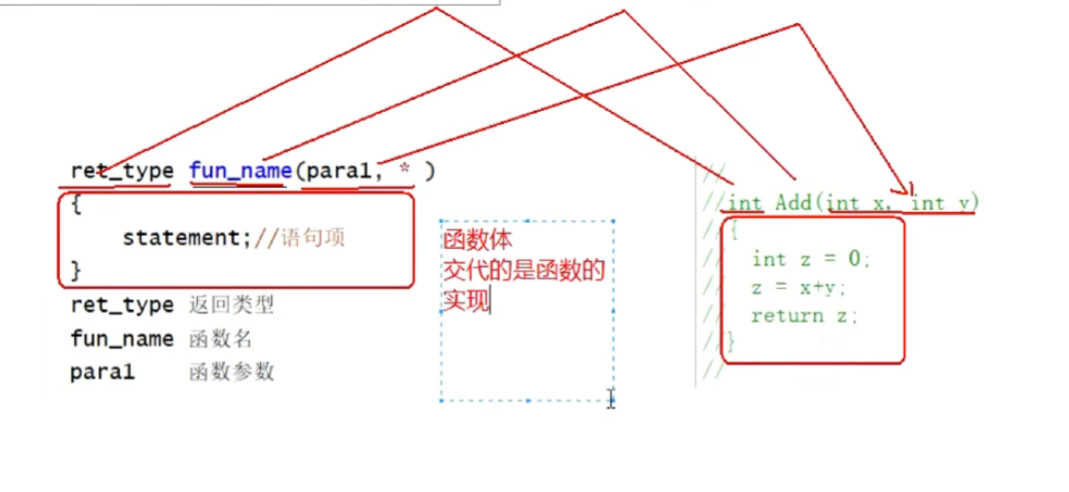 ret_type fun_name(para1, * )
{
statement;//语句项
}
ret_type 返回类型
fun_name 函数名
para1 函数参数
函数体
交代的是函数的
实现
//
//int Add(int x, int y)
//{
// int z = 0;
// z = x+y;
// return z;
//}
//